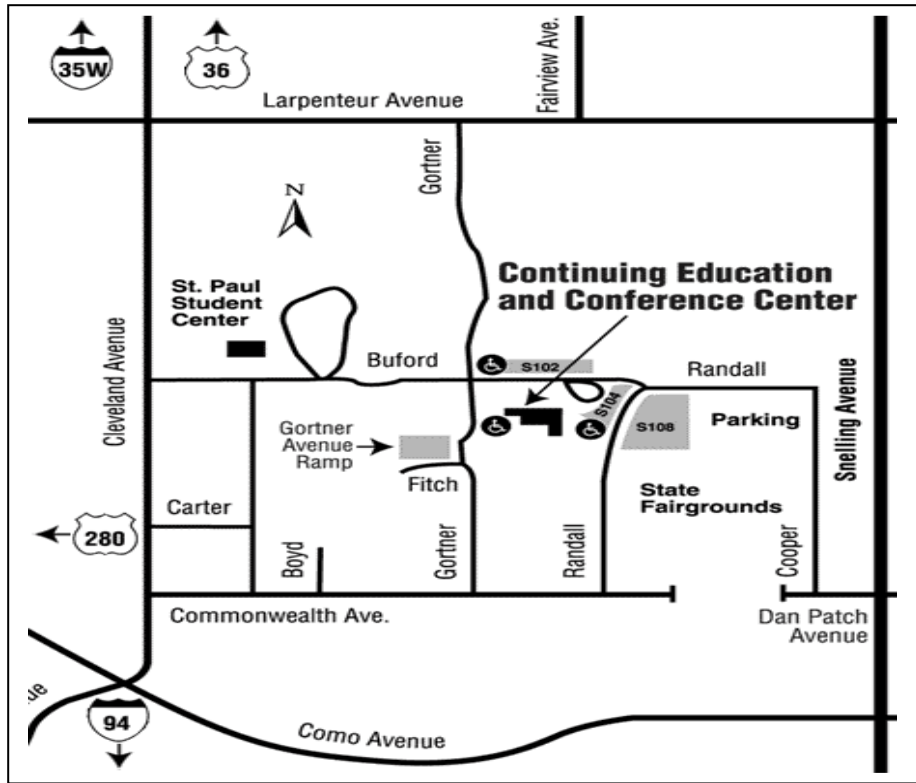 35W
36
Larpenteur Avenue
Fairview Ave.
Gortner
N
St. Paul
Student
Center
Continuing Education
and Conference Center
Cleveland Avenue
Buford
S102
Randall
S104
S108
Parking
Snelling Avenue
Gortner
Avenue
Ramp
Fitch
State
Fairgrounds
Carter
280
Boyd
Gortner
Randall
Cooper
Commonwealth Ave.
Dan Patch
Avenue
94
Como Avenue